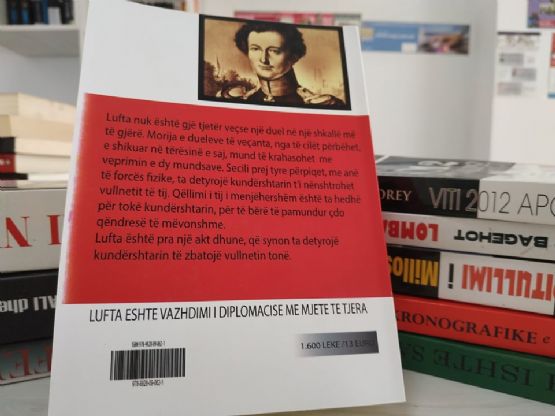 Lufta nuk është gjë tjetër veçse një duel në një shkallë më
të gjërë. Morija e dueleve të veçanta, nga të cilët përbëhet,
e shikuar në tërësinë e saj, mund të krahasohet me
veprimin e dy mundsave. Secili prej tyre përpiqet, me anë
të forcës fizike, ta detyrojë kundërshtarin t'i nënshtrohet
vullnetit të tij. Qëllimi i tij i menjëhershëm është ta hedhë
për tokë kundërshtarin, për të bërë të pamundur çdo
qëndresë të mëvonshme.
Lufta është pra një akt dhune, që synon ta detyrojë
kundërshtarin të zbatojë vullnetin tonë.
LUFTA ESHTE VAZHDIMI I DIPLOMACISE ME MJETE TE TJERA
1.600 LEKE /13 EURO
VITI 2012 APO
BAGEHOT LOMBA
KRONOGRAFIKE
ISHTE